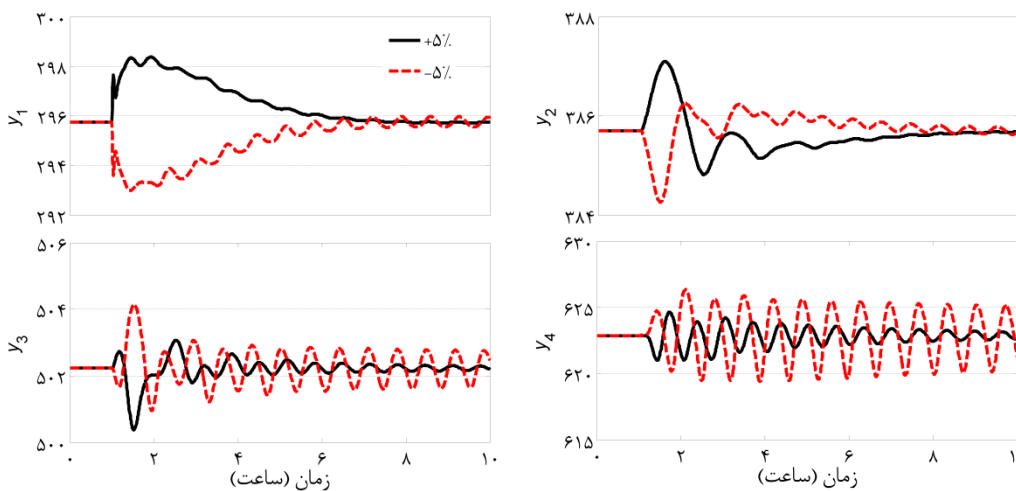 ۳۰۰
۲۹۸
۲۹۶
۲۹۴
۲۹۲
y1
+۵٪
-۵٪
۳۸۸
۳۸۶
۳۸۴
y2
۵۰۶
۵۰۴
۵۰۲
۵۰۰
y3
۰ ۲ ۴ ۶ ۸ ۱۰
زمان (ساعت)
۶۳۰
۶۲۵
۶۲۰
۶۱۵
y4
۰ ۲ ۴ ۶ ۸ ۱۰
زمان (ساعت)